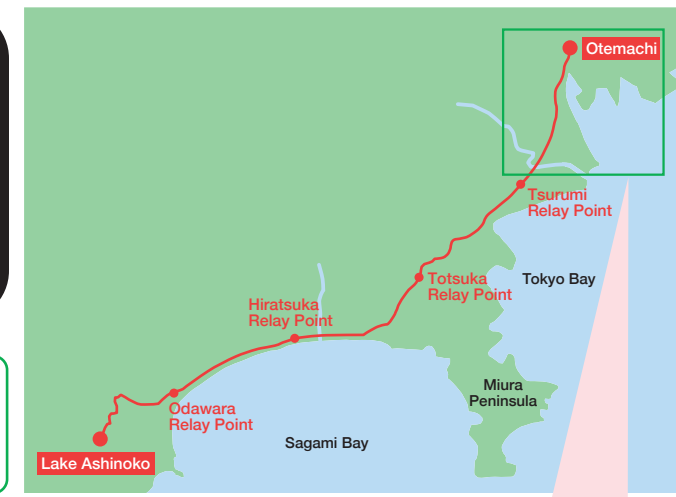 Otemachi
Tsurumi
Relay Point
Totsuka
Relay Point
Tokyo Bay
Hiratsuka
Relay Point
Miura
Peninsula
Odawara
Relay Point
Sagami Bay
Lake Ashinoko